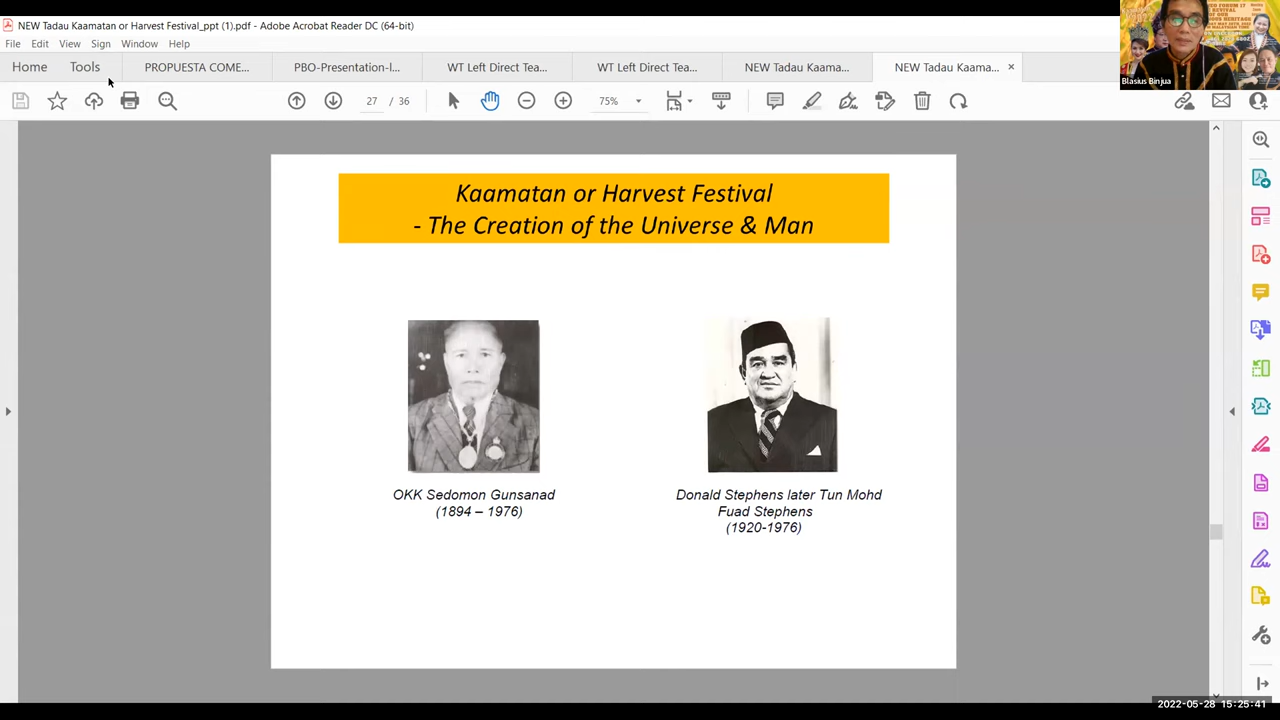 NEW Tadau Kaamatan or Harvest Festival_ppt (1).pdf - Adobe Acrobat Reader DC (64-bit)
File Edit View Sign Window Help
Home Tools PROPUESTA COME... PBO-Presentation-I... WT Left Direct Tea... WT Left Direct Tea... NEW Tadau Kaama... NEW Tadau Kaama... ×
27 / 36 75%
Kaamatan or Harvest Festival
- The Creation of the Universe & Man
OKK Sedomon Gunsanad
(1894 – 1976)
Donald Stephens later Tun Mohd
Fuad Stephens
(1920-1976)
Blasius Binjua
2022-05-28 15:25:41